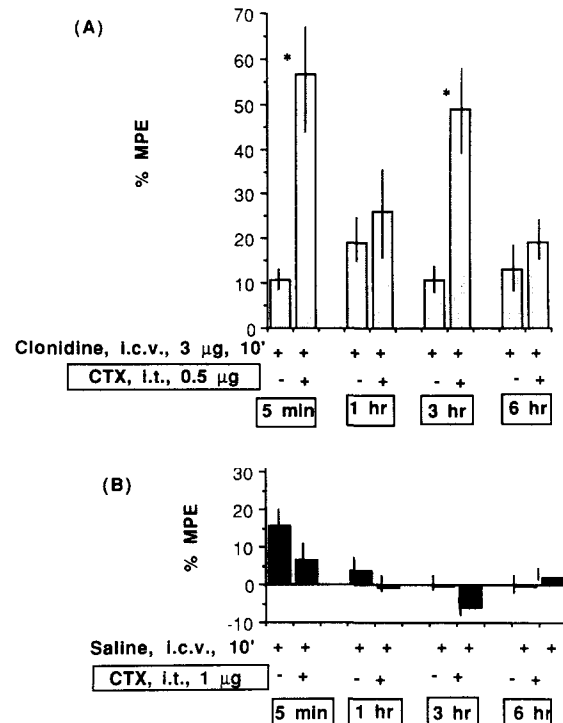 (A)
70
60
50
40
30
20
10
0
% MPE
* *
Clonidine, i.c.v., 3 µg, 10' + + + + + + + +
CTX, i.t., 0.5 µg - + - + - + - +
5 min 1 hr 3 hr 6 hr
(B)
30
20
10
0
-10
% MPE
Saline, i.c.v., 10' + + + + + + + +
CTX, i.t., 1 µg - + - + - + - +
5 min 1 hr 3 hr 6 hr